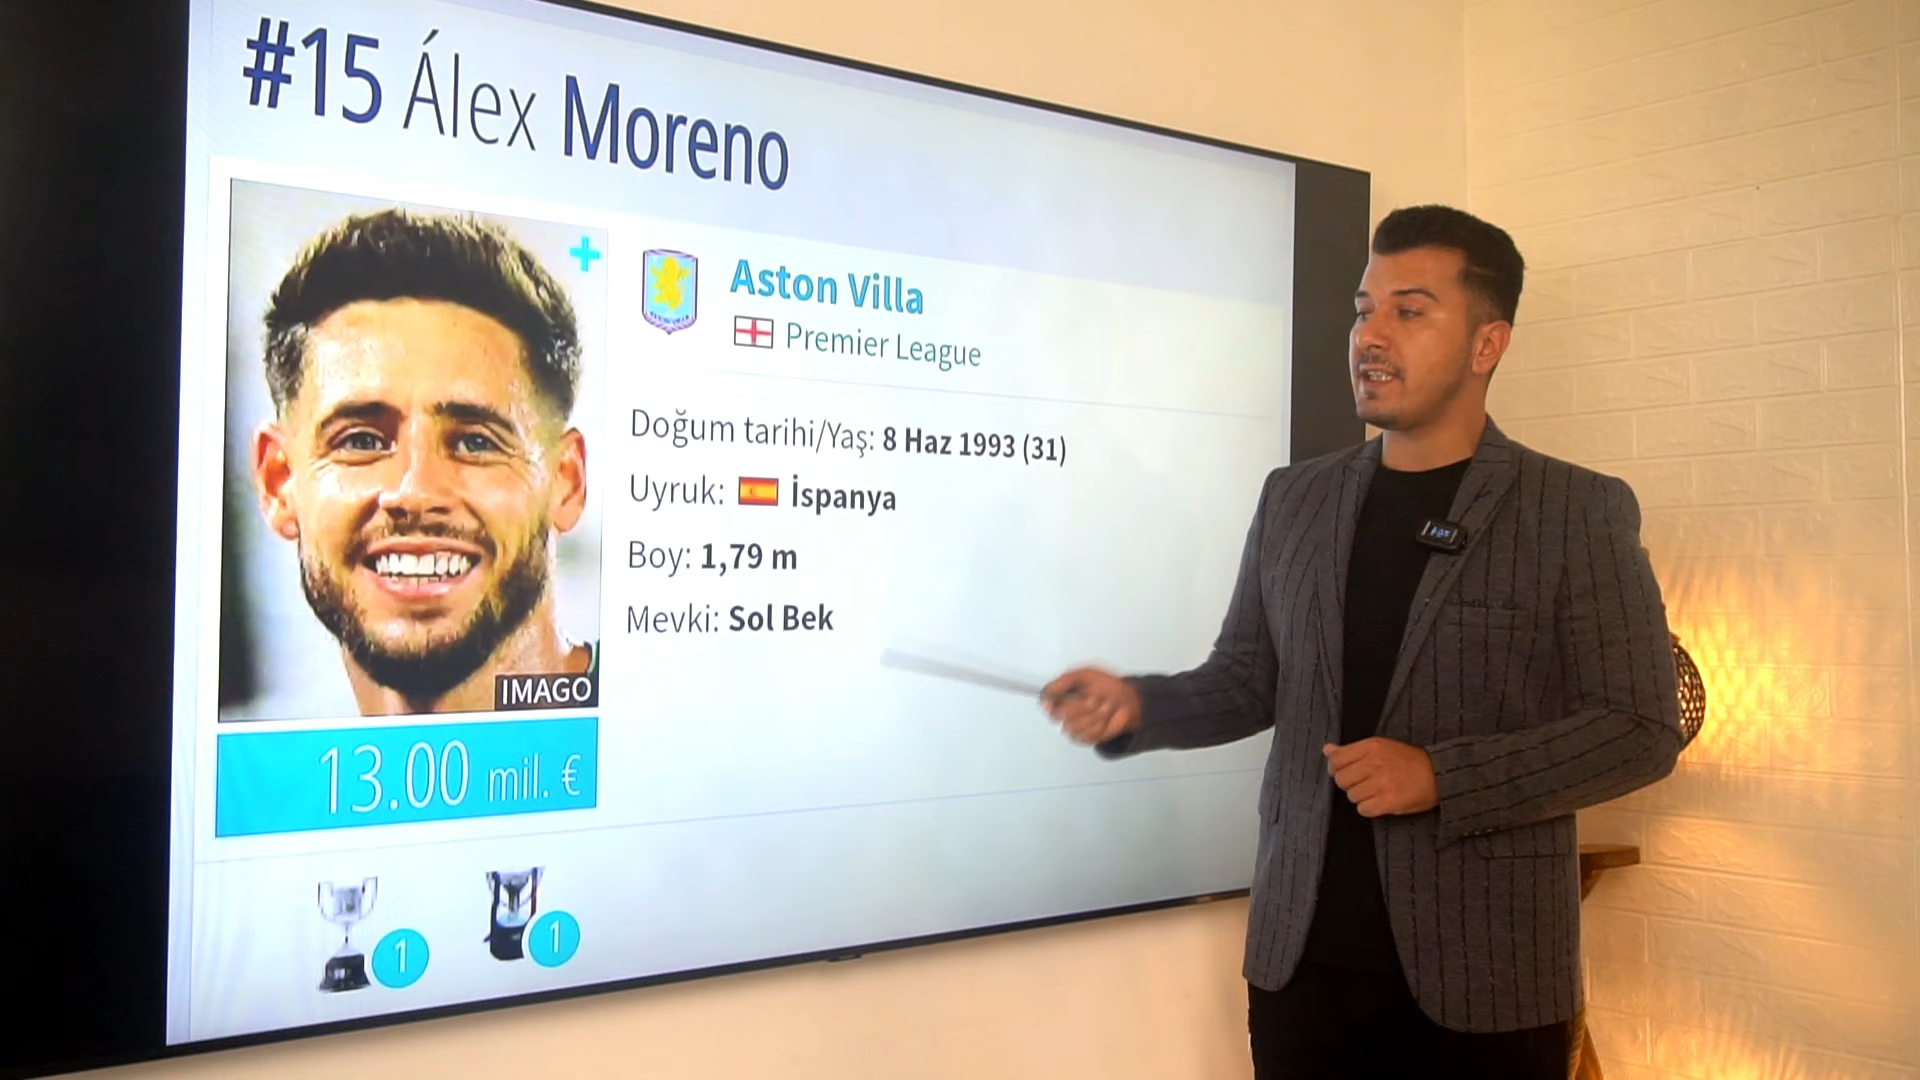 #15 Álex Moreno
Aston Villa
Premier League
Doğum tarihi/Yaş: 8 Haz 1993 (31)
Uyruk: İspanya
Boy: 1,79 m
Mevki: Sol Bek
IMAGO
13.00 mil. €
1
1